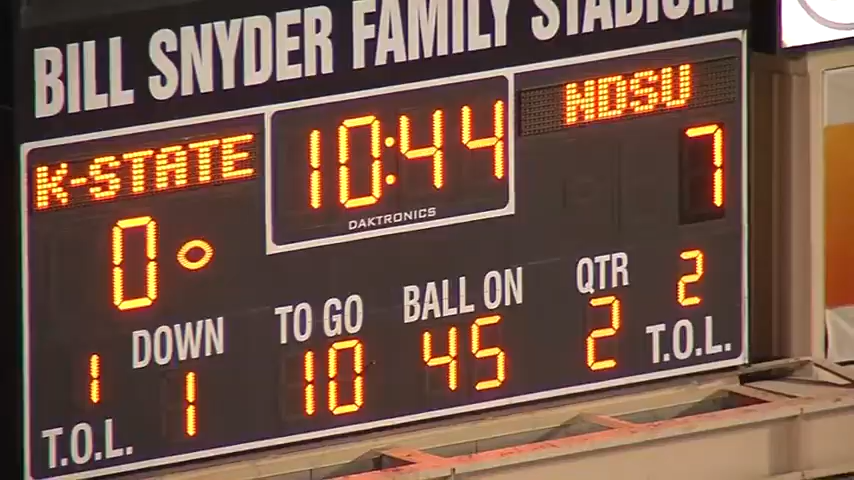 BILL SNYDER FAMILY STADIUM
K-STATE 10:44 NDSU
DAKTRONICS
0 7
DOWN TO GO BALL ON QTR 2
1 1 10 45 2
T.O.L. T.O.L.